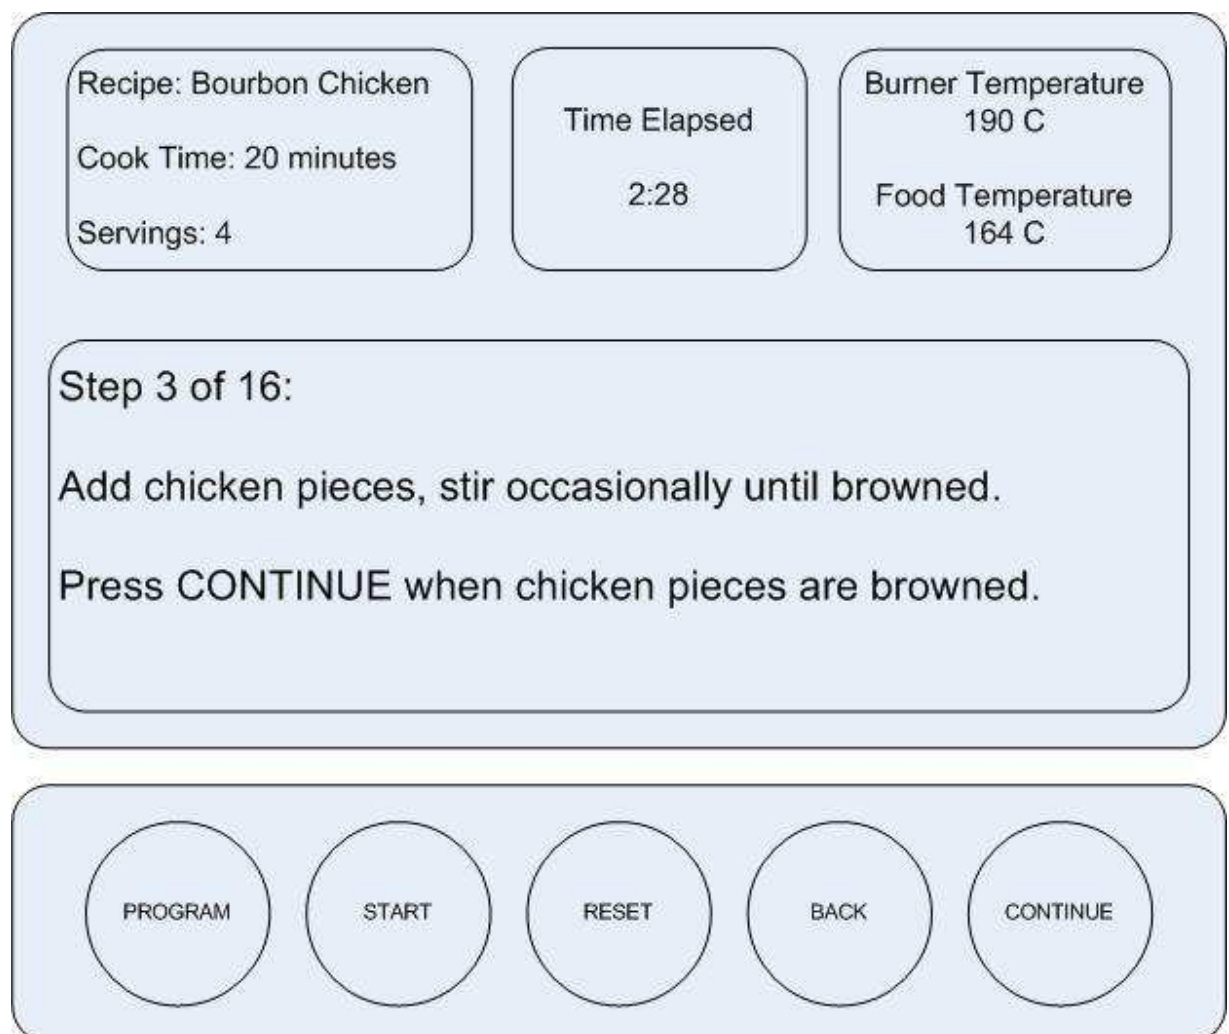 Recipe: Bourbon Chicken
Cook Time: 20 minutes
Servings: 4
Time Elapsed
2:28
Burner Temperature
190 C
Food Temperature
164 C
Step 3 of 16:
Add chicken pieces, stir occasionally until browned.
Press CONTINUE when chicken pieces are browned.
PROGRAM
START
RESET
BACK
CONTINUE